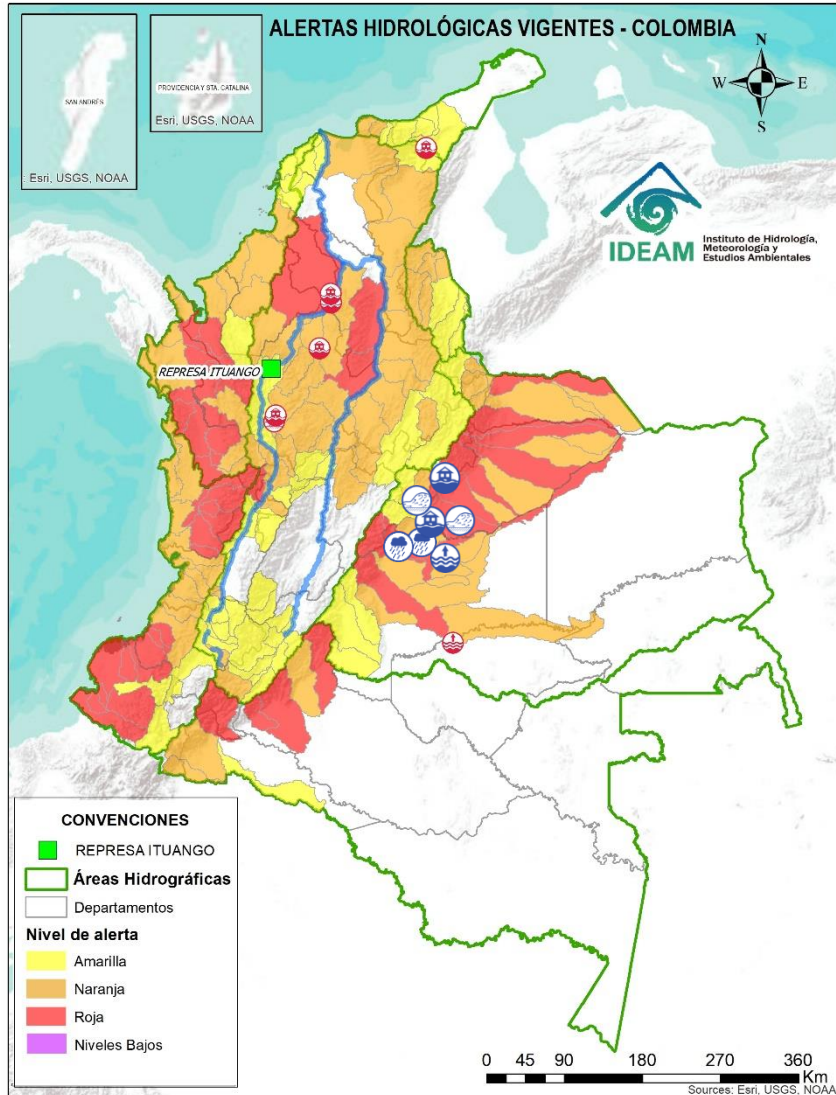 ALERTAS HIDROLÓGICAS VIGENTES - COLOMBIA
SAN ANDRÉS
Esri, USGS, NOAA
PROVIDENCIA Y STA. CATALINA
Esri, USGS, NOAA
N
W E
S
IDEAM
Instituto de Hidrología,
Meteorología y
Estudios Ambientales
REPRESA ITUANGO
CONVENCIONES
REPRESA ITUANGO
Áreas Hidrográficas
Departamentos
Nivel de alerta
Amarilla
Naranja
Roja
Niveles Bajos
0 45 90 180 270 360
Km
Sources: Esri, USGS, NOAA